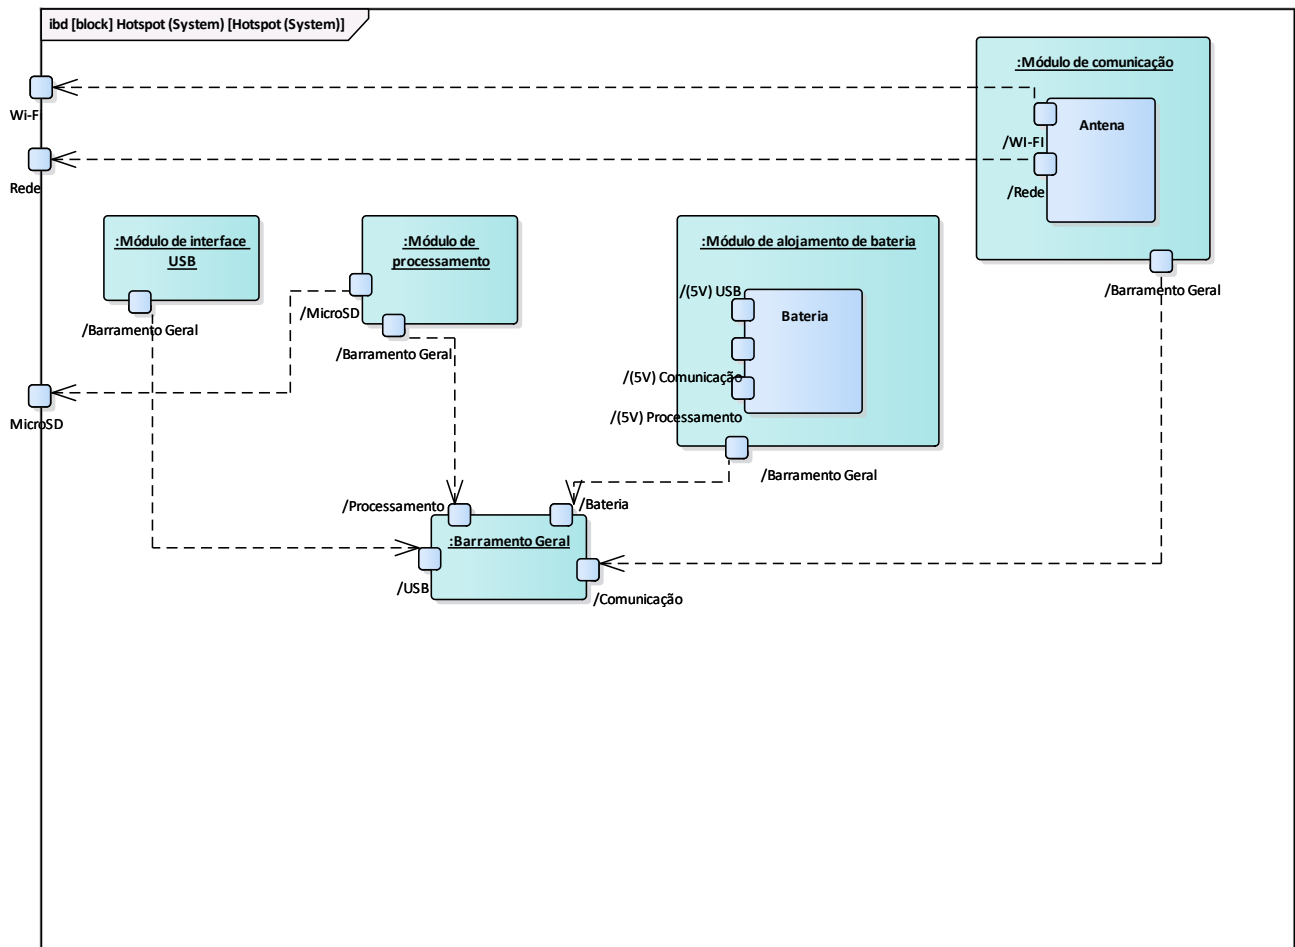 ibd [block] Hotspot (System) [Hotspot (System)]
:Módulo de comunicação
Wi-F
Antena
/WI-FI
Rede
/Rede
:Módulo de interface
USB
:Módulo de
processamento
:Módulo de alojamento de bateria
/Barramento Geral
/(5V) USB
/MicroSD
Bateria
/Barramento Geral
/Barramento Geral
/(5V) Comunicação
MicroSD
/(5V) Processamento
/Barramento Geral
/Processamento
/Bateria
:Barramento Geral
/USB
/Comunicação